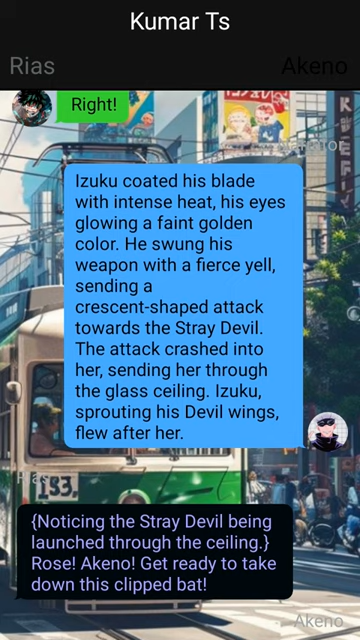 Kumar Ts
Rias
Akeno
Right!
Narrator
Izuku coated his blade
with intense heat, his eyes
glowing a faint golden
color. He swung his
weapon with a fierce yell,
sending a
crescent-shaped attack
towards the Stray Devil.
The attack crashed into
her, sending her through
the glass ceiling. Izuku,
sprouting his Devil wings,
flew after her.
Rias
133.
{Noticing the Stray Devil being
launched through the ceiling.}
Rose! Akeno! Get ready to take
down this clipped bat!
Akeno